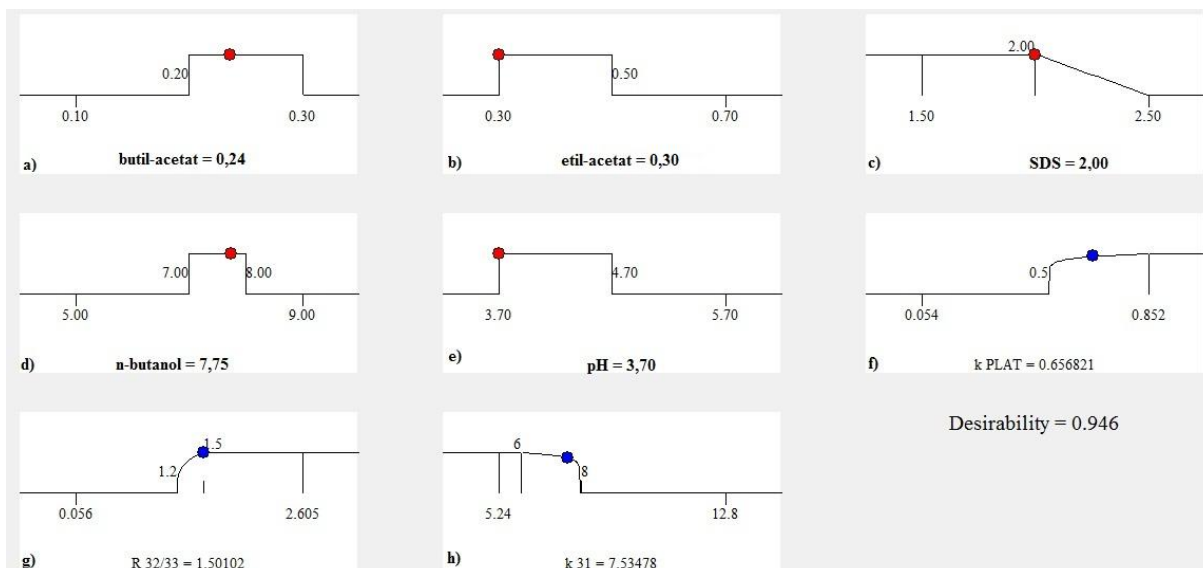 0.20
0.10 0.30
a) butil-acetat = 0,24
0.50
0.30 0.70
b) etil-acetat = 0,30
2.00
1.50 2.50
c) SDS = 2,00
7.00 8.00
5.00 9.00
d) n-butanol = 7,75
4.70
3.70 5.70
e) pH = 3,70
0.5
0.054 0.852
f) k PLAT = 0.656821
1.5
1.2
0.056 2.605
g) R 32/33 = 1.50102
6
8
5.24 12.8
h) k 31 = 7.53478
Desirability = 0.946